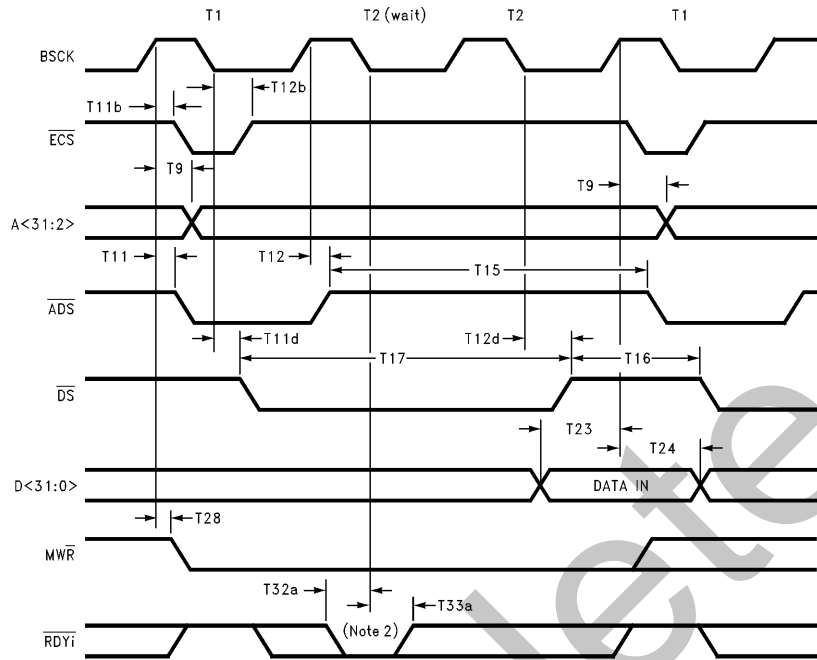 T1 T2 (wait) T2 T1
BSCK
T12b
T11b
ECS
T9
T9
A<31:2>
T11 T12
T15
ADS
T11d T12d
T17 T16
DS
T23
T24
D<31:0> DATA IN
T28
MWR
T32a T33a
(Note 2)
RDYi
lete